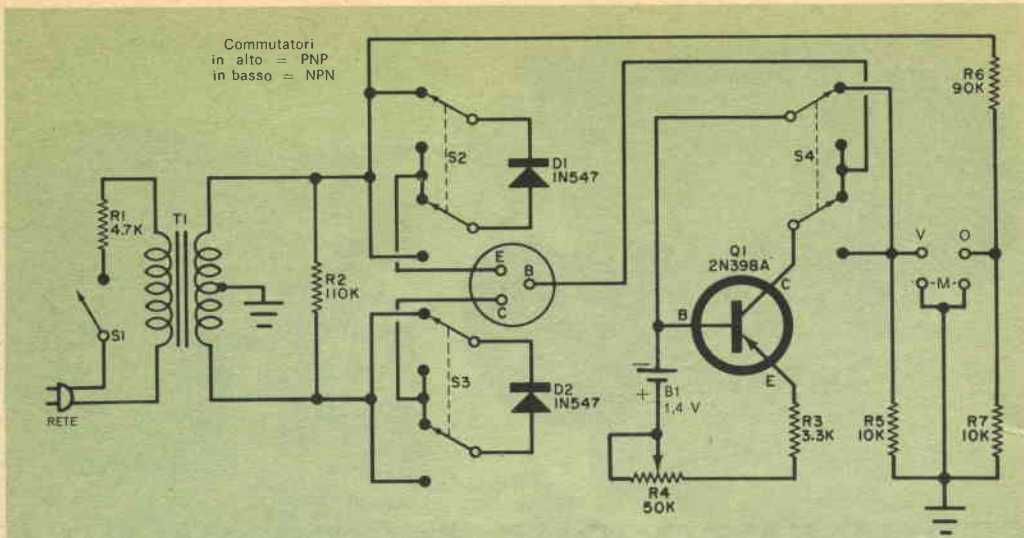 Commutatori
in alto = PNP
in basso = NPN
R1
4.7K
T1
S1
RETE
R2
110K
S2
D1
1N547
E
B
C
S3
D2
1N547
S4
R6
90K
Q1
2N398A
B
C
E
V O
-M-
−
+ B1
1,4 V
R3
3.3K
R4
50K
R5
10K
R7
10K